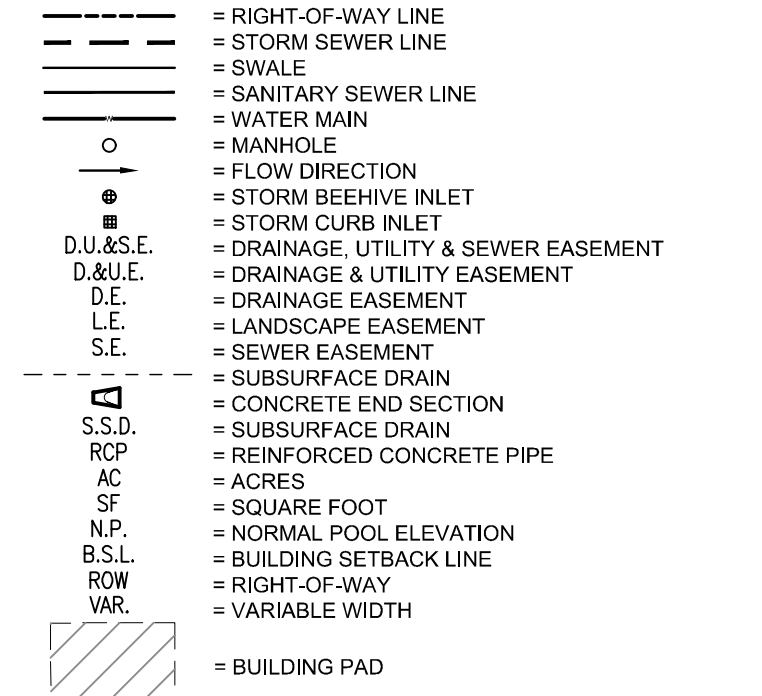 = RIGHT-OF-WAY LINE
= STORM SEWER LINE
= SWALE
= SANITARY SEWER LINE
= WATER MAIN
= MANHOLE
= FLOW DIRECTION
= STORM BEEHIVE INLET
= STORM CURB INLET
D.U.&S.E. = DRAINAGE, UTILITY & SEWER EASEMENT
D.&U.E. = DRAINAGE & UTILITY EASEMENT
D.E. = DRAINAGE EASEMENT
L.E. = LANDSCAPE EASEMENT
S.E. = SEWER EASEMENT
= SUBSURFACE DRAIN
= CONCRETE END SECTION
S.S.D. = SUBSURFACE DRAIN
RCP = REINFORCED CONCRETE PIPE
AC = ACRES
SF = SQUARE FOOT
N.P. = NORMAL POOL ELEVATION
B.S.L. = BUILDING SETBACK LINE
ROW = RIGHT-OF-WAY
VAR. = VARIABLE WIDTH
= BUILDING PAD